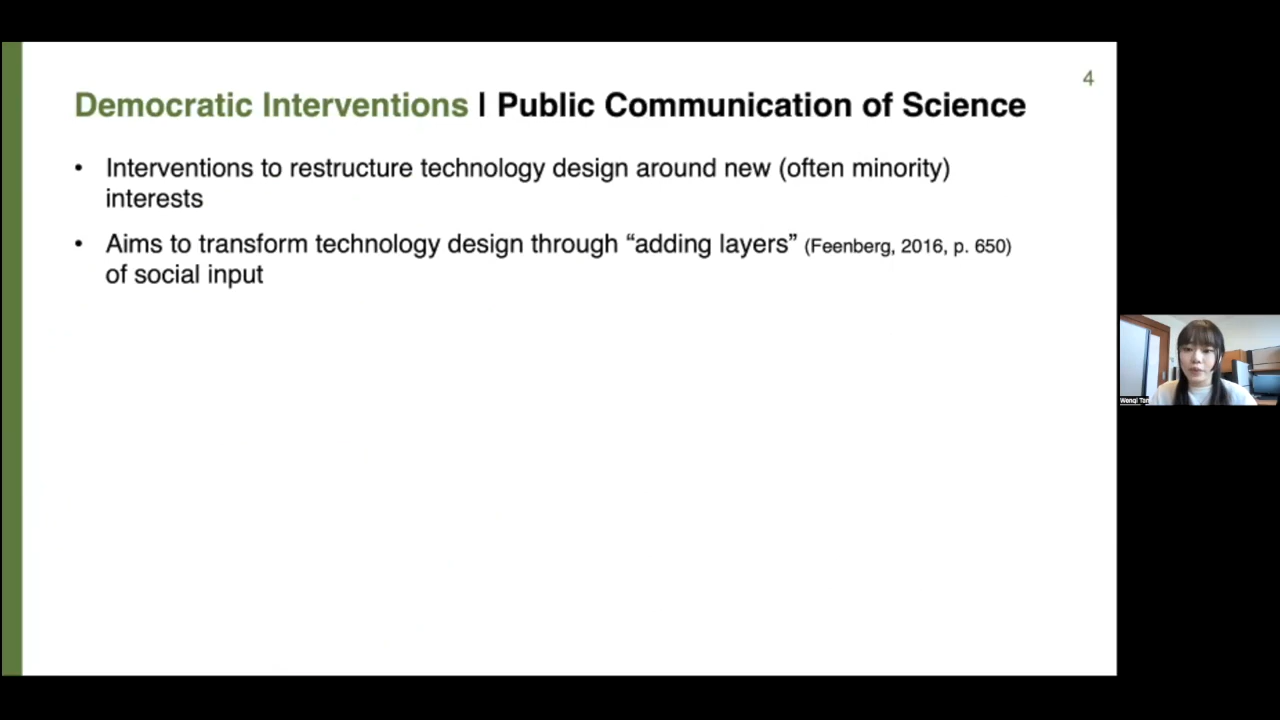 4
Democratic Interventions | Public Communication of Science
• Interventions to restructure technology design around new (often minority)
interests
• Aims to transform technology design through “adding layers” (Feenberg, 2016, p. 650)
of social input
Wenqi Tan